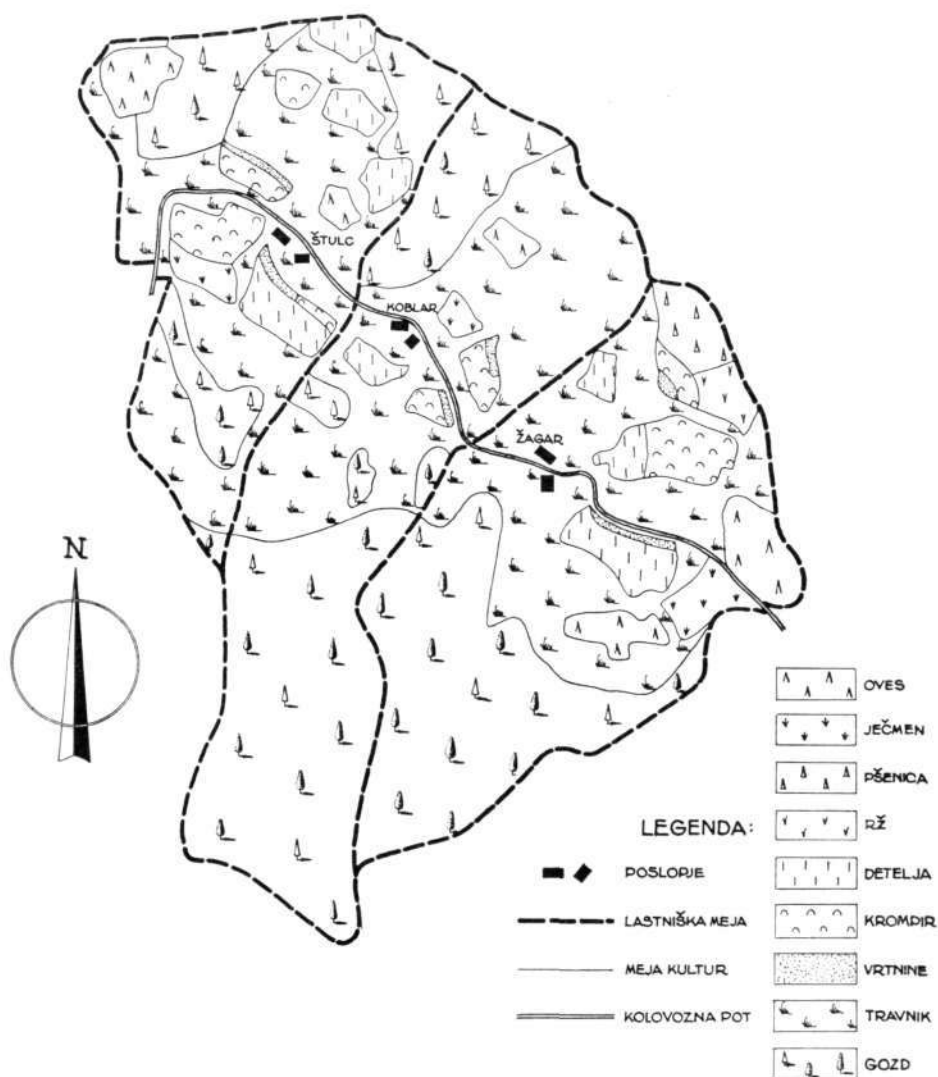 ŠTULC
KOBLAR
ŽAGAR
N
LEGENDA:
POSLOPJE
LASTNIŠKA MEJA
MEJA KULTUR
KOLOVOZNA POT
OVES
JEČMEN
PŠENICA
RŽ
DETELJA
KROMPIR
VRTNINE
TRAVNIK
GOZD